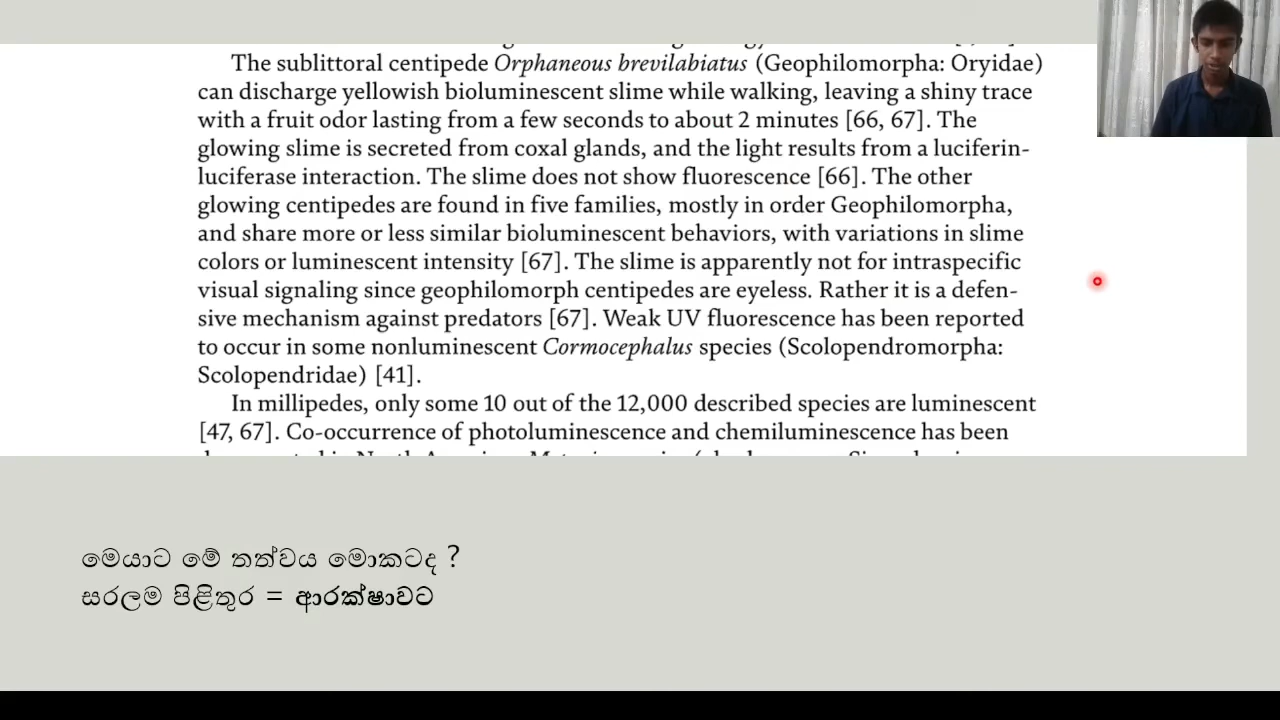 The sublittoral centipede Orphaneous brevilabiatus (Geophilomorpha: Oryidae)
can discharge yellowish bioluminescent slime while walking, leaving a shiny trace
with a fruit odor lasting from a few seconds to about 2 minutes [66, 67]. The
glowing slime is secreted from coxal glands, and the light results from a luciferin-
luciferase interaction. The slime does not show fluorescence [66]. The other
glowing centipedes are found in five families, mostly in order Geophilomorpha,
and share more or less similar bioluminescent behaviors, with variations in slime
colors or luminescent intensity [67]. The slime is apparently not for intraspecific
visual signaling since geophilomorph centipedes are eyeless. Rather it is a defen-
sive mechanism against predators [67]. Weak UV fluorescence has been reported
to occur in some nonluminescent Cormocephalus species (Scolopendromorpha:
Scolopendridae) [41].
In millipedes, only some 10 out of the 12,000 described species are luminescent
[47, 67]. Co-occurrence of photoluminescence and chemiluminescence has been
මෙයාට මේ තත්වය මොකටද ?
සරලම පිළිතුර = ආරක්ෂාවට